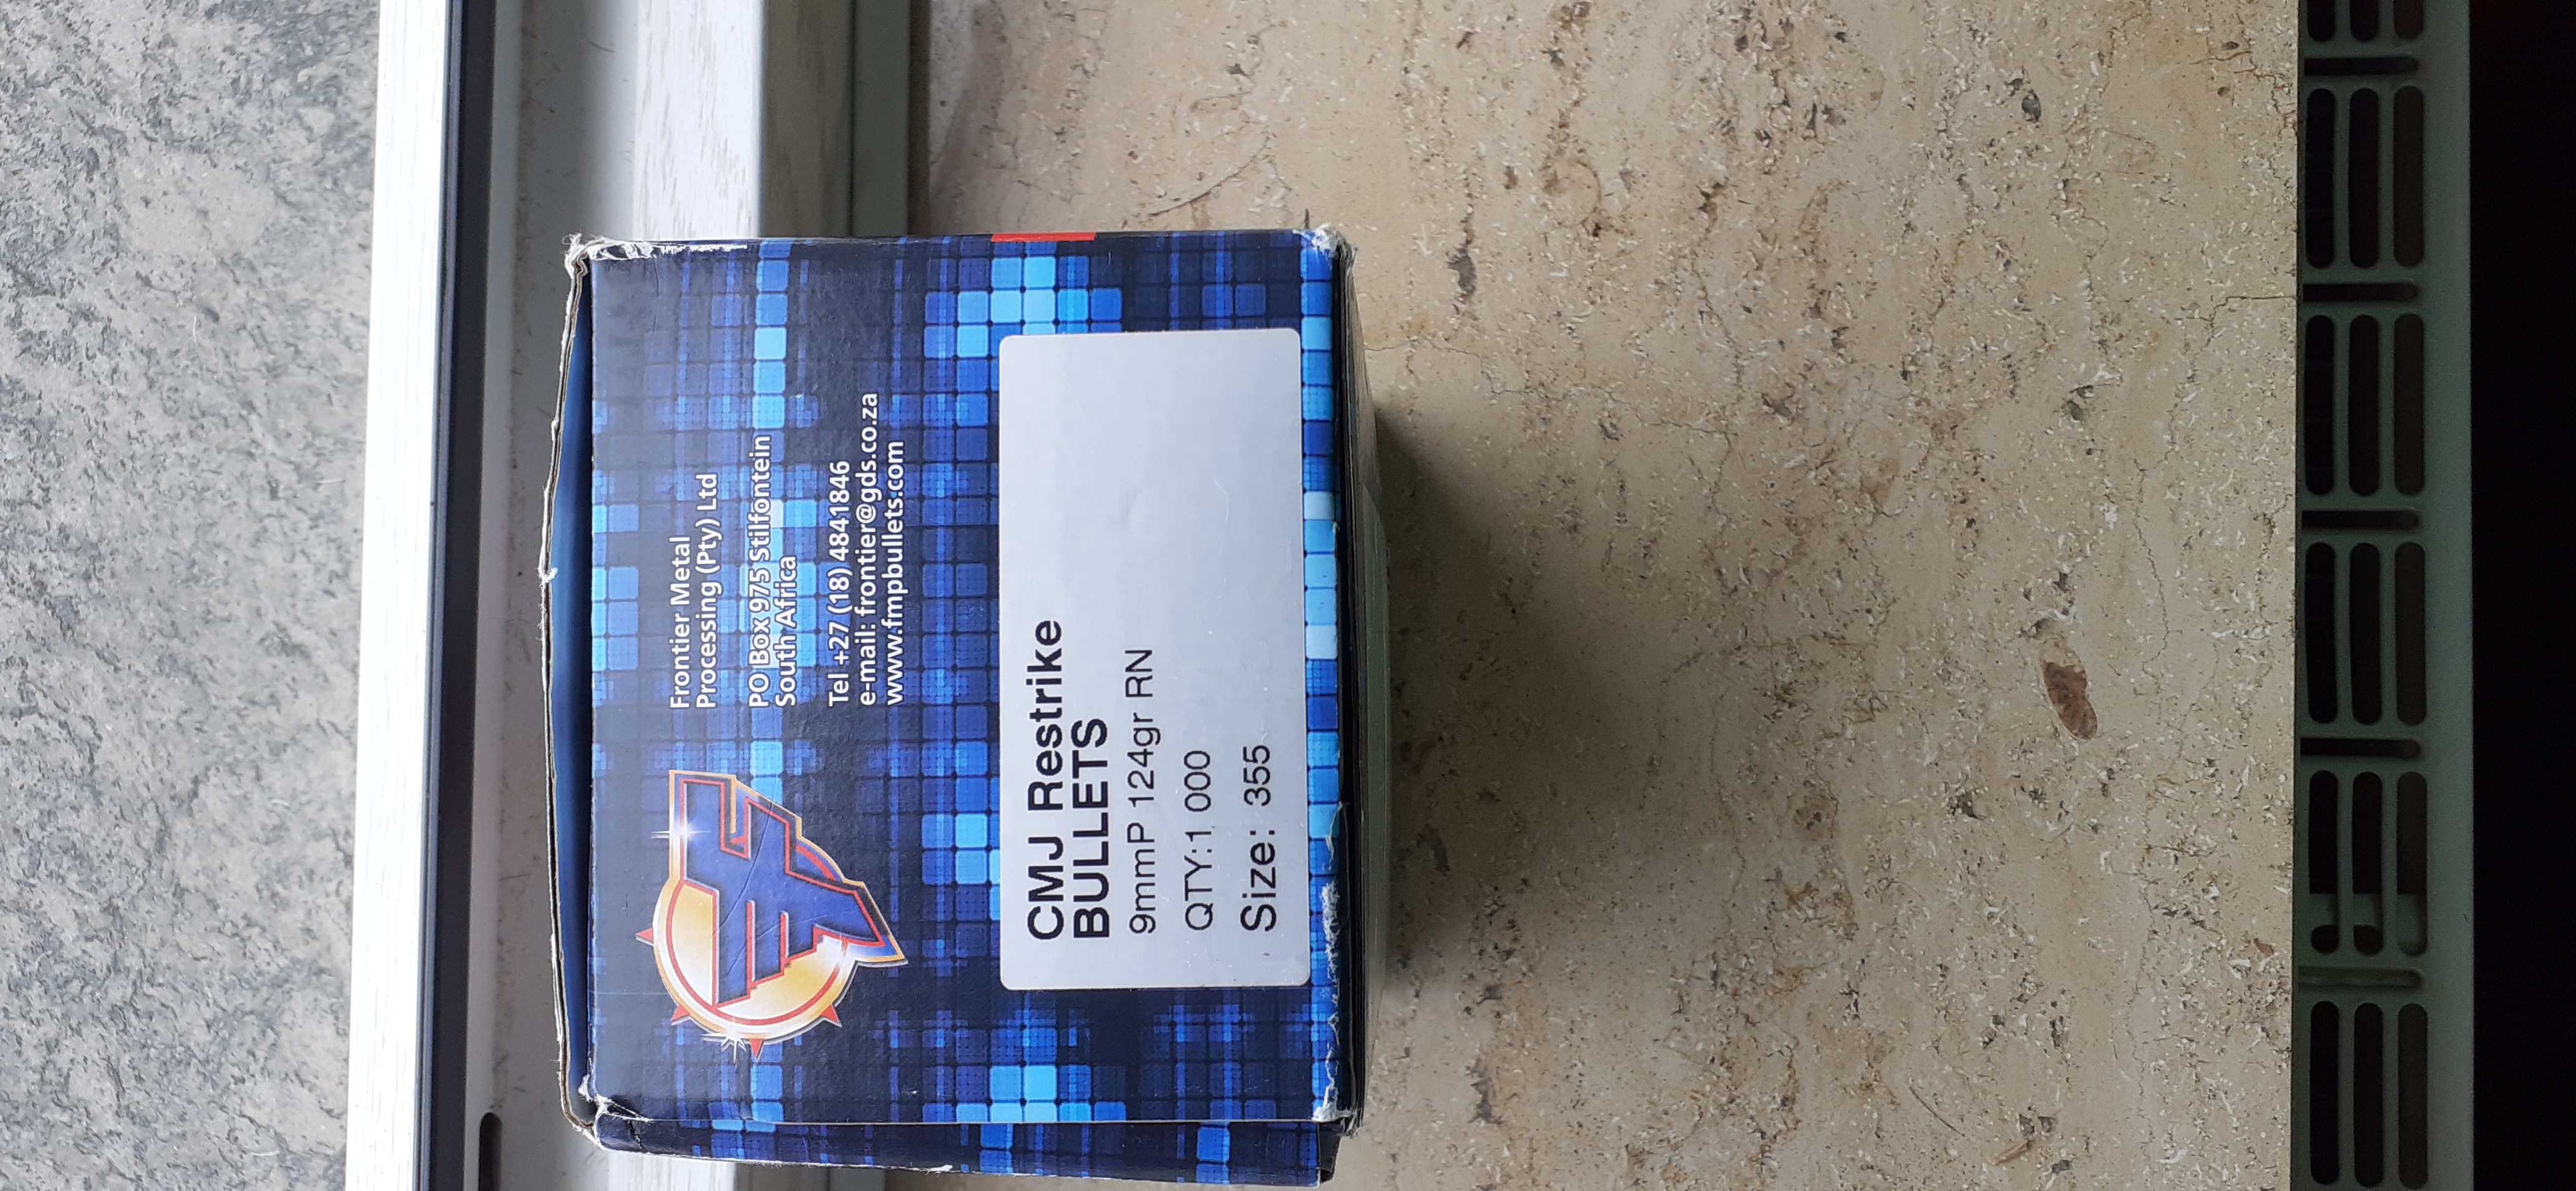 Frontier Metal
Processing (Pty) Ltd
PO Box 975 Stilfontein
South Africa
Tel +27 (18) 4841846
e-mail: frontier@gds.co.za
www.fmpbullets.com
CMJ Restrike
BULLETS
9mmP 124gr RN
QTY:1 000
Size: 355